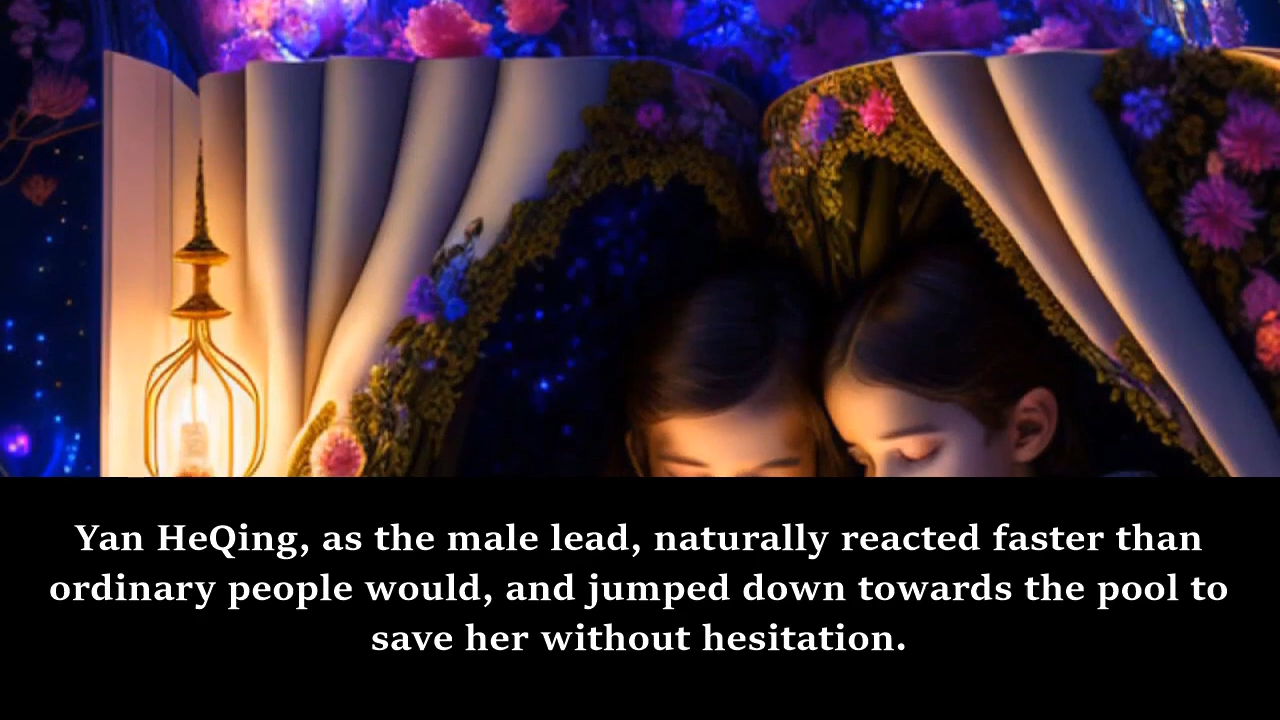 Yan HeQing, as the male lead, naturally reacted faster than
ordinary people would, and jumped down towards the pool to
save her without hesitation.